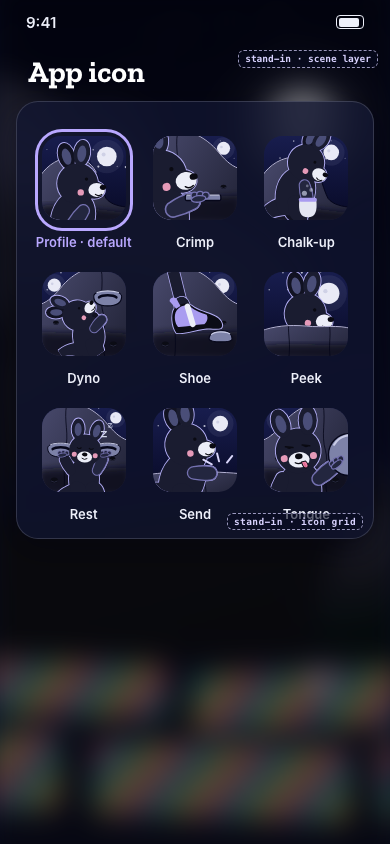 9:41
stand-in · scene layer
App icon
Profile · default
Crimp
Chalk-up
Dyno
Shoe
Peek
z
z
Rest
Send
Tongue
stand-in · icon grid